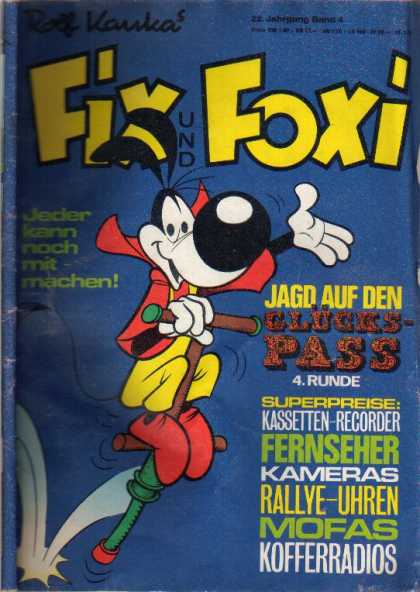 Rolf Kauka's
22. Jahrgang Band 4
Fix
UND
Foxi
Jeder
kann
noch
mit
machen!
JAGD AUF DEN
GLÜCKS-
PASS
4. RUNDE
SUPERPREISE:
KASSETTEN-RECORDER
FERNSEHER
KAMERAS
RALLYE-UHREN
MOFAS
KOFFERRADIOS